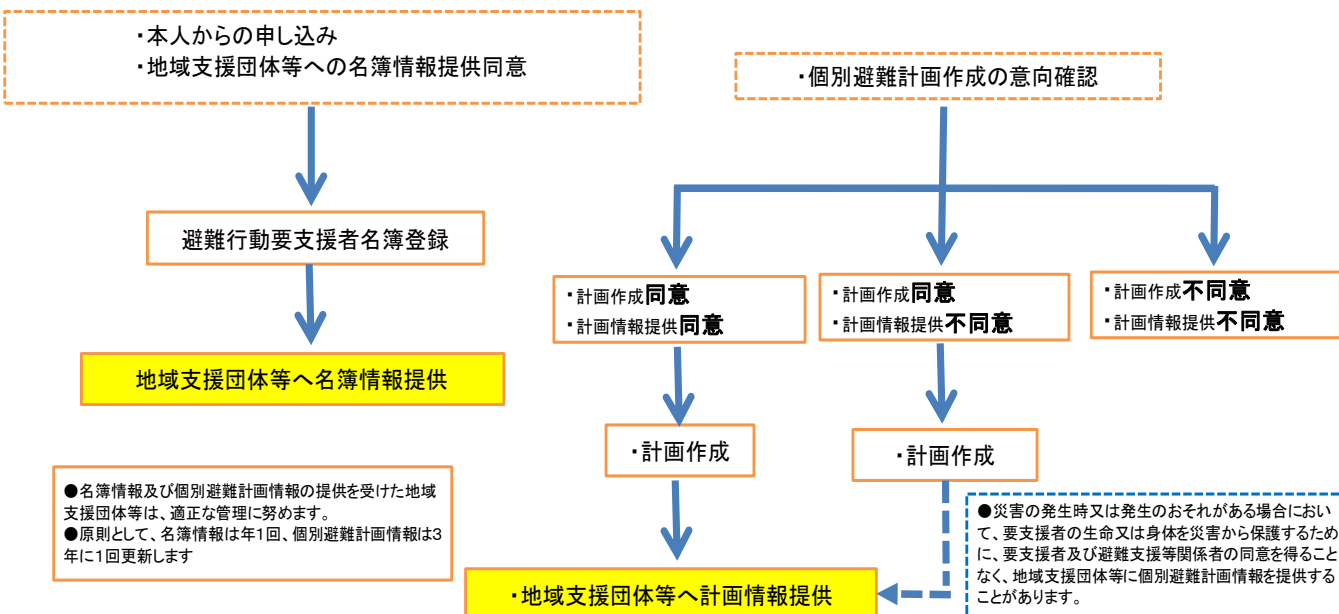 ・本人からの申し込み
・地域支援団体等への名簿情報提供同意
・個別避難計画作成の意向確認
避難行動要支援者名簿登録
・計画作成同意
・計画情報提供同意
・計画作成同意
・計画情報提供不同意
・計画作成不同意
・計画情報提供不同意
地域支援団体等へ名簿情報提供
・計画作成
・計画作成
●名簿情報及び個別避難計画情報の提供を受けた地域
支援団体等は、適正な管理に努めます。
●原則として、名簿情報は年1回、個別避難計画情報は3
年に1回更新します
●災害の発生時又は発生のおそれがある場合におい
て、要支援者の生命又は身体を災害から保護するため
に、要支援者及び避難支援等関係者の同意を得ること
なく、地域支援団体等に個別避難計画情報を提供する
ことがあります。
・地域支援団体等へ計画情報提供